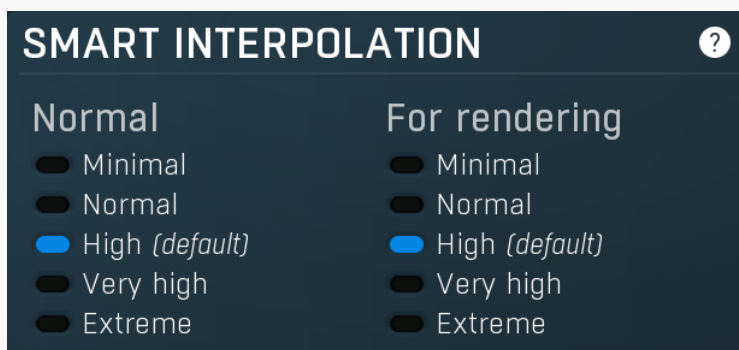 SMART INTERPOLATION ?
Normal
Minimal
Normal
High (default)
Very high
Extreme
For rendering
Minimal
Normal
High (default)
Very high
Extreme